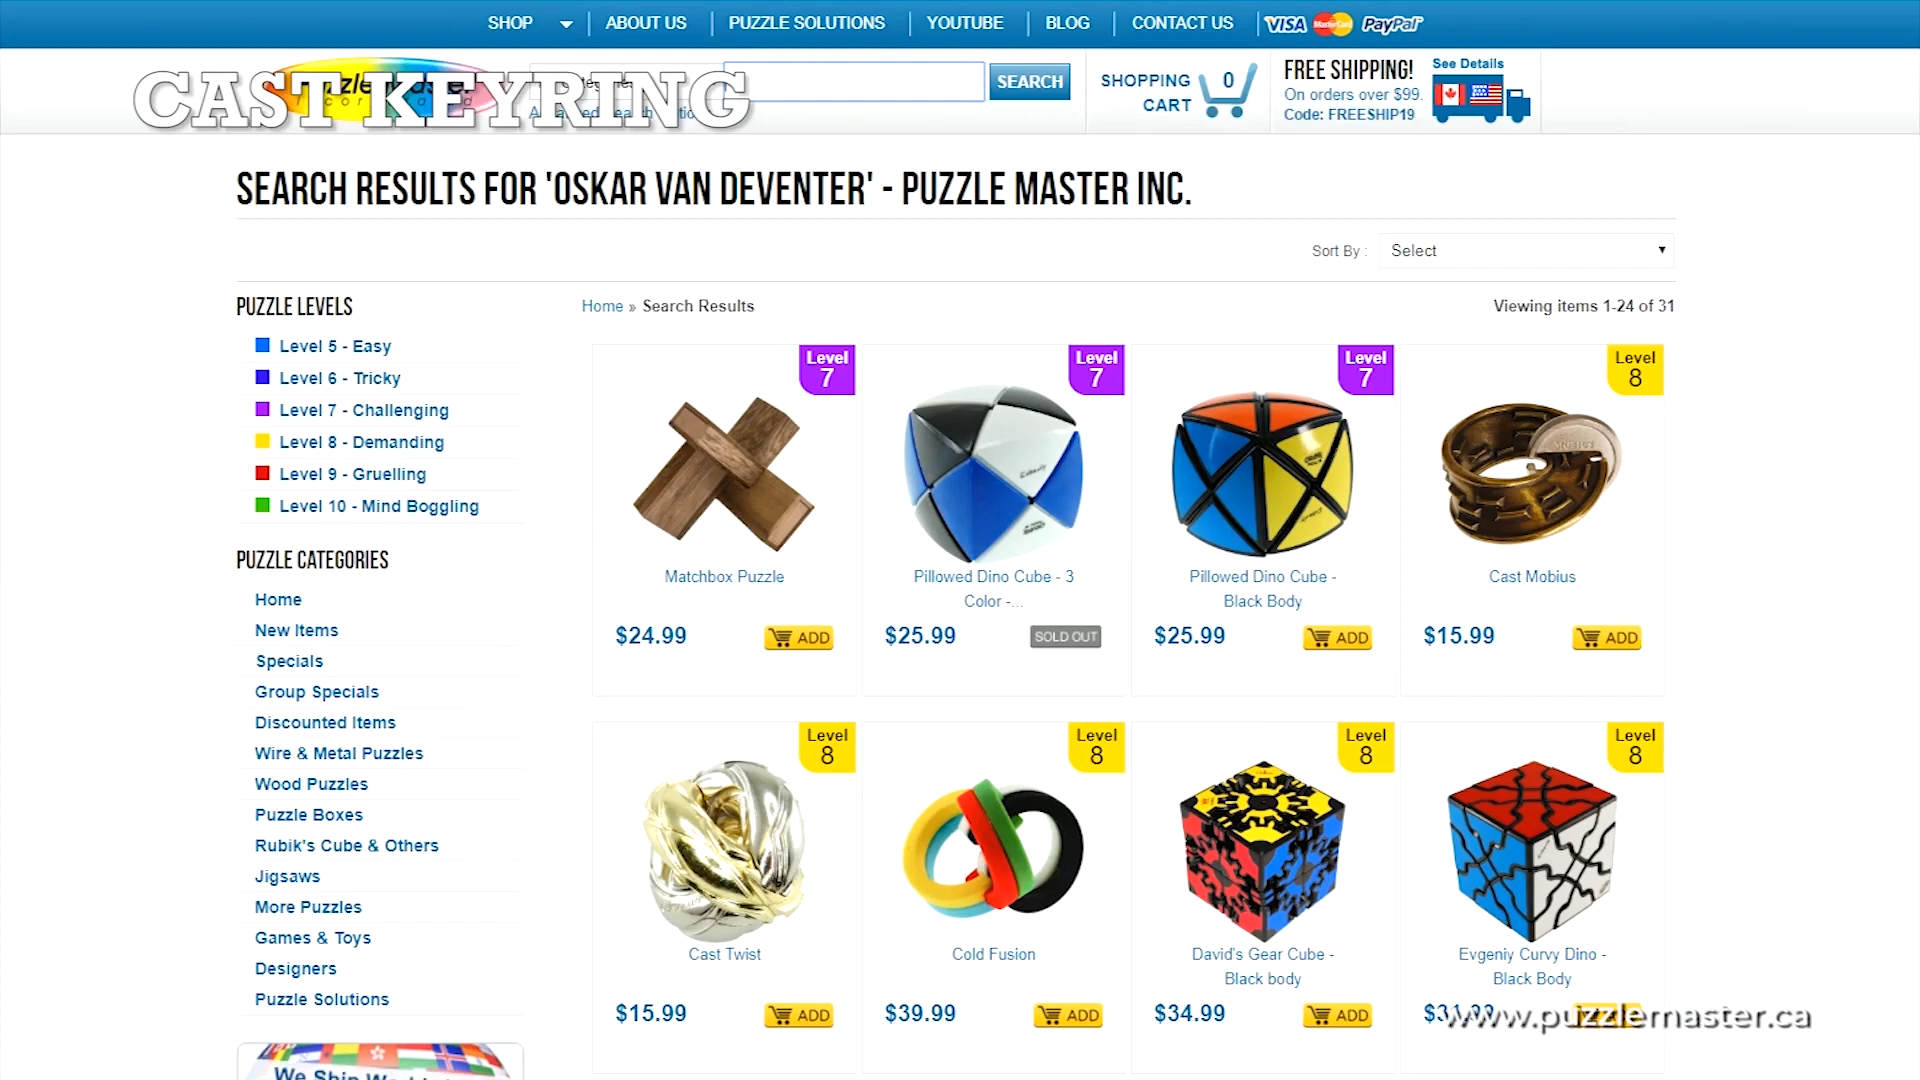 SHOP
ABOUT US
PUZZLE SOLUTIONS
YOUTUBE
BLOG
CONTACT US
VISA MasterCard PayPal
CAST KEYRING
SEARCH
SHOPPING
CART
0
FREE SHIPPING!
On orders over $99.
Code: FREESHIP19
See Details
SEARCH RESULTS FOR 'OSKAR VAN DEVENTER' - PUZZLE MASTER INC.
Sort By :
Select
PUZZLE LEVELS
Level 5 - Easy
Level 6 - Tricky
Level 7 - Challenging
Level 8 - Demanding
Level 9 - Gruelling
Level 10 - Mind Boggling
PUZZLE CATEGORIES
Home
New Items
Specials
Group Specials
Discounted Items
Wire & Metal Puzzles
Wood Puzzles
Puzzle Boxes
Rubik's Cube & Others
Jigsaws
More Puzzles
Games & Toys
Designers
Puzzle Solutions
Home » Search Results
Viewing items 1-24 of 31
Level
7
Matchbox Puzzle
$24.99
ADD
Level
7
Pillowed Dino Cube - 3
Color -...
$25.99
SOLD OUT
Level
7
Pillowed Dino Cube -
Black Body
$25.99
ADD
Level
8
Cast Mobius
$15.99
ADD
Level
8
Cast Twist
$15.99
ADD
Level
8
Cold Fusion
$39.99
ADD
Level
8
David's Gear Cube -
Black body
$34.99
ADD
Level
8
Evgeniy Curvy Dino -
Black Body
$31.99
www.puzzlemaster.ca